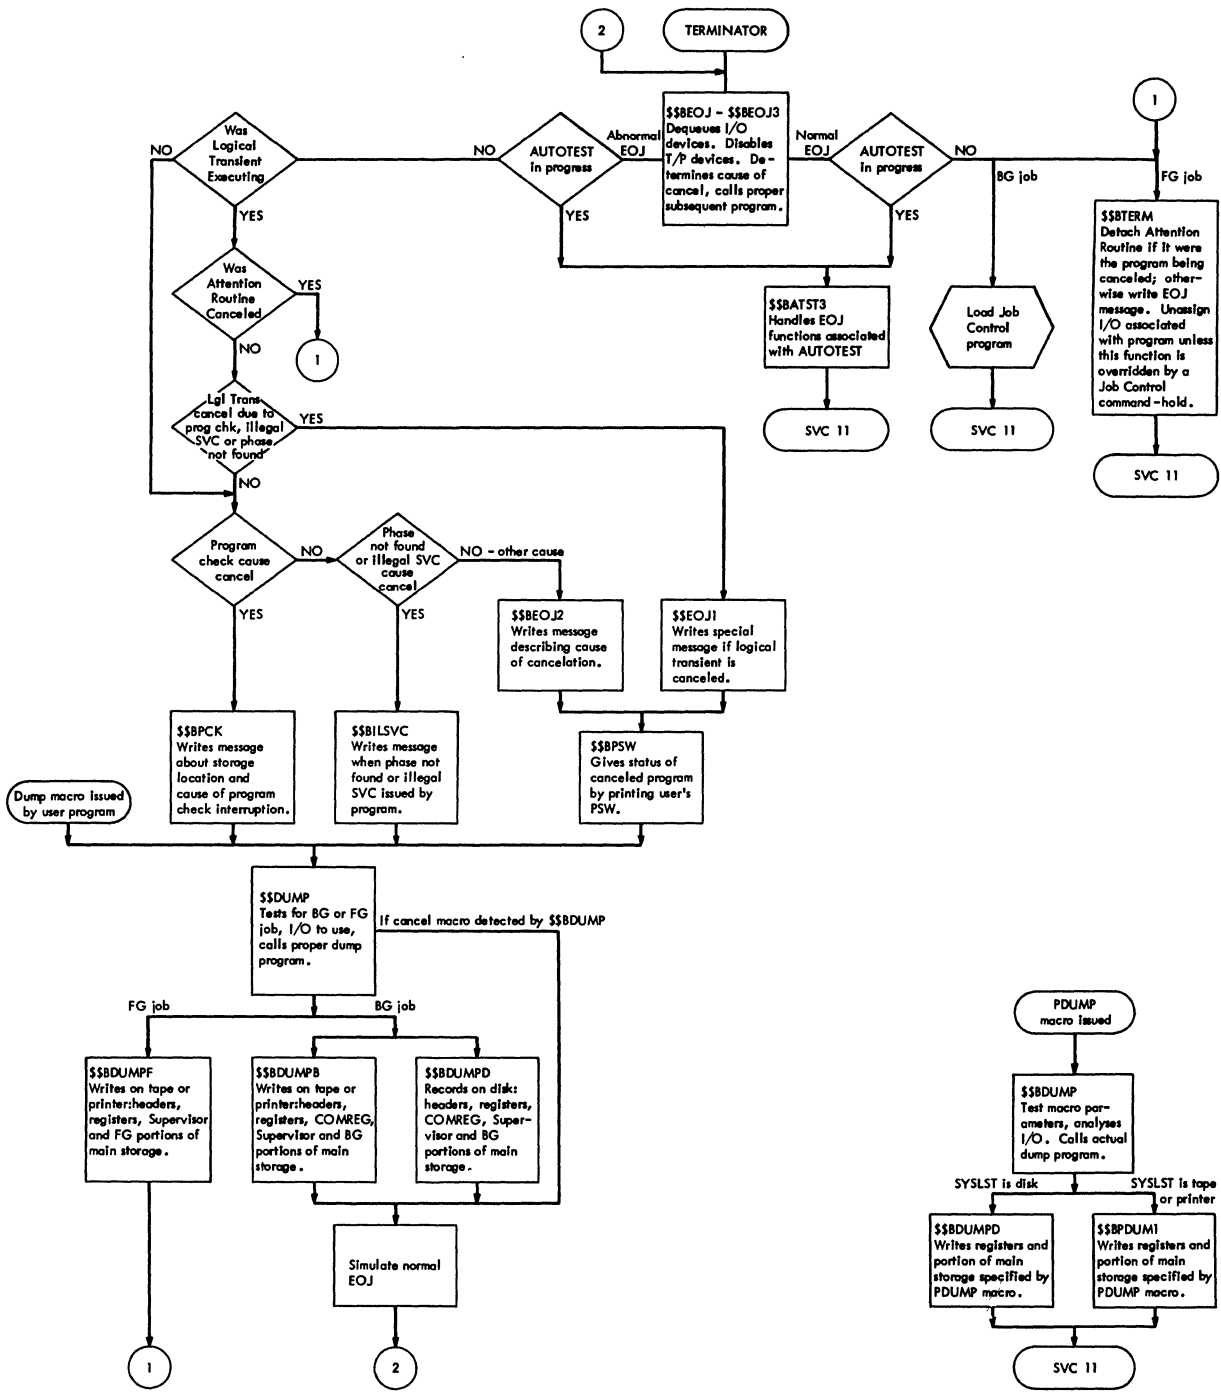 2
TERMINATOR
1
$$BEOJ - $$BEOJ3
Dequeues I/O
devices. Disables
T/P devices. De-
termines cause of
cancel, calls proper
subsequent program.
Abnormal
EOJ
Normal
EOJ
Was
Logical
Transient
Executing
NO
YES
AUTOTEST
in progress
NO
YES
AUTOTEST
in progress
NO
YES
BG job
FG job
$$BTERM
Detach Attention
Routine if it were
the program being
canceled; other-
wise write EOJ
message. Unassign
I/O associated
with program unless
this function is
overridden by a
Job Control
command-hold.
SVC 11
Was
Attention
Routine
Canceled
YES
NO
1
$$BATST3
Handles EOJ
functions associated
with AUTOTEST
SVC 11
Load Job
Control
program
SVC 11
Lgl Trans
cancel due to
prog chk, illegal
SVC or phase
not found
YES
NO
Program
check cause
cancel
NO
YES
Phase
not found
or illegal SVC
cause
cancel
NO - other cause
YES
$$BEOJ2
Writes message
describing cause
of cancelation.
$$EOJ1
Writes special
message if logical
transient is
canceled.
$$BPCK
Writes message
about storage
location and
cause of program
check interruption.
$$BILSVC
Writes message
when phase not
found or illegal
SVC issued by
program.
$$BPSW
Gives status of
canceled program
by printing user's
PSW.
Dump macro issued
by user program
$$DUMP
Tests for BG or FG
job, I/O to use,
calls proper dump
program.
If cancel macro detected by $$BDUMP
FG job
BG job
$$BDUMPF
Writes on tape or
printer:headers,
registers, Supervisor
and FG portions of
main storage.
$$BDUMPB
Writes on tape or
printer:headers,
registers, COMREG,
Supervisor and BG
portions of main
storage.
$$BDUMPD
Records on disk:
headers, registers,
COMREG, Super-
visor and BG
portions of main
storage.
Simulate normal
EOJ
1
2
PDUMP
macro issued
$$BDUMP
Test macro par-
ameters, analyses
I/O. Calls actual
dump program.
SYSLST is disk
SYSLST is tape
or printer
$$BDUMPD
Writes registers and
portion of main
storage specified by
PDUMP macro.
$$BPDUM1
Writes registers and
portion of main
storage specified by
PDUMP macro.
SVC 11